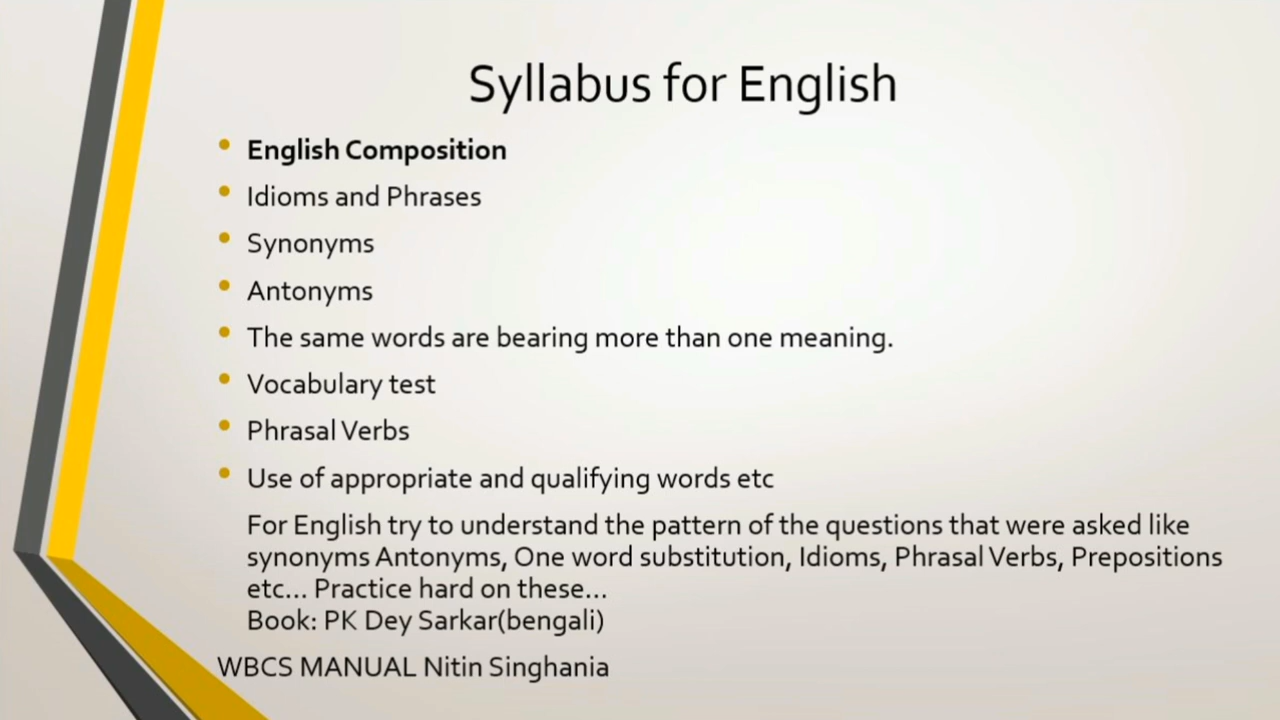 Syllabus for English
English Composition
Idioms and Phrases
Synonyms
Antonyms
The same words are bearing more than one meaning.
Vocabulary test
Phrasal Verbs
Use of appropriate and qualifying words etc
For English try to understand the pattern of the questions that were asked like
synonyms Antonyms, One word substitution, Idioms, Phrasal Verbs, Prepositions
etc... Practice hard on these...
Book: PK Dey Sarkar(bengali)
WBCS MANUAL Nitin Singhania